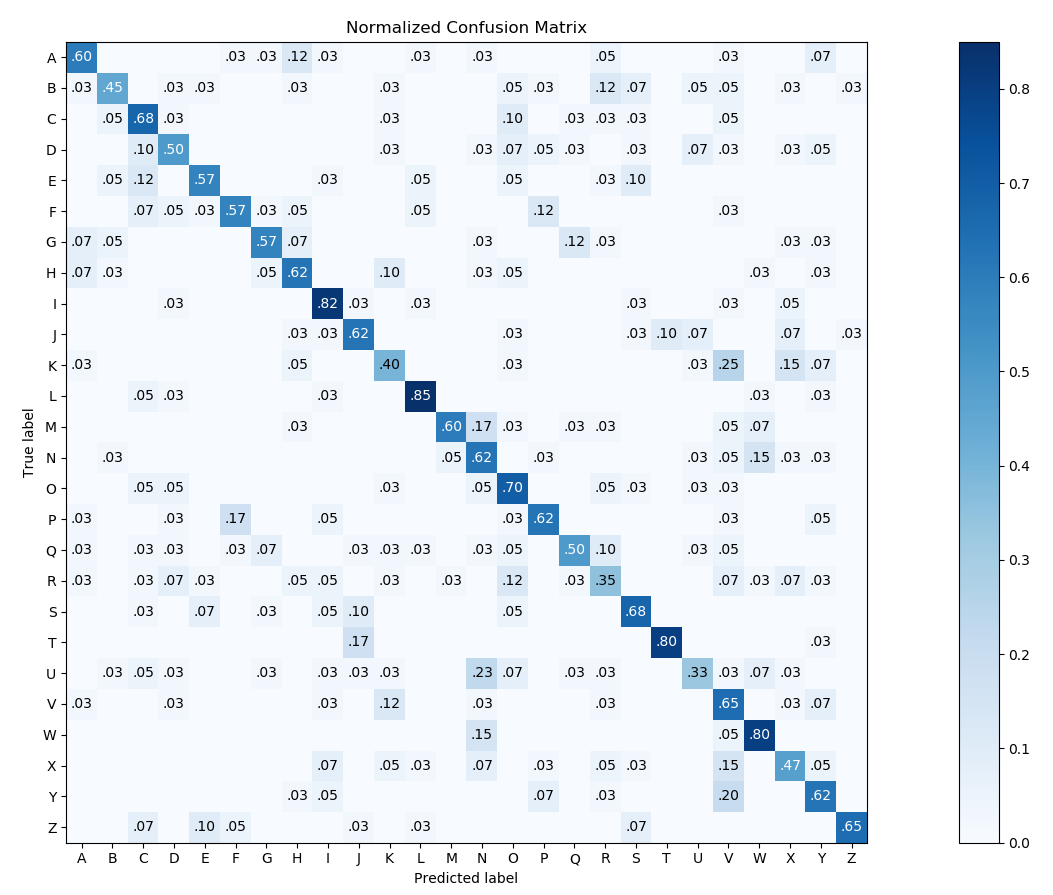 Normalized Confusion Matrix
A .60 .03 .03 .12 .03 .03 .03 .05 .03 .07
B .03 .45 .03 .03 .03 .03 .05 .03 .12 .07 .05 .05 .03 .03
C .05 .68 .03 .03 .10 .03 .03 .03 .05
D .10 .50 .03 .03 .07 .05 .03 .03 .07 .03 .03 .05
E .05 .12 .57 .03 .05 .05 .03 .10
F .07 .05 .03 .57 .03 .05 .05 .12 .03
G .07 .05 .57 .07 .03 .12 .03 .03 .03
H .07 .03 .05 .62 .10 .03 .05 .03 .03
I .03 .82 .03 .03 .03 .03 .05
J .03 .03 .62 .03 .03 .10 .07 .07 .03
K .03 .05 .40 .03 .03 .25 .15 .07
L .05 .03 .03 .85 .03 .03
M .03 .60 .17 .03 .03 .03 .05 .07
N .03 .05 .62 .03 .03 .05 .15 .03 .03
O .05 .05 .03 .05 .70 .05 .03 .03 .03
P .03 .03 .17 .05 .03 .62 .03 .05
Q .03 .03 .03 .03 .07 .03 .03 .03 .03 .05 .50 .10 .03 .05
R .03 .03 .07 .03 .05 .05 .03 .03 .12 .03 .35 .07 .03 .07 .03
S .03 .07 .03 .05 .10 .05 .68
T .17 .80 .03
U .03 .05 .03 .03 .03 .03 .03 .23 .07 .03 .03 .33 .03 .07 .03
V .03 .03 .03 .12 .03 .03 .65 .03 .07
W .15 .05 .80
X .07 .05 .03 .07 .03 .05 .03 .15 .47 .05
Y .03 .05 .07 .03 .20 .62
Z .07 .10 .05 .03 .03 .07 .65
A B C D E F G H I J K L M N O P Q R S T U V W X Y Z
Predicted label
True label
0.8
0.7
0.6
0.5
0.4
0.3
0.2
0.1
0.0